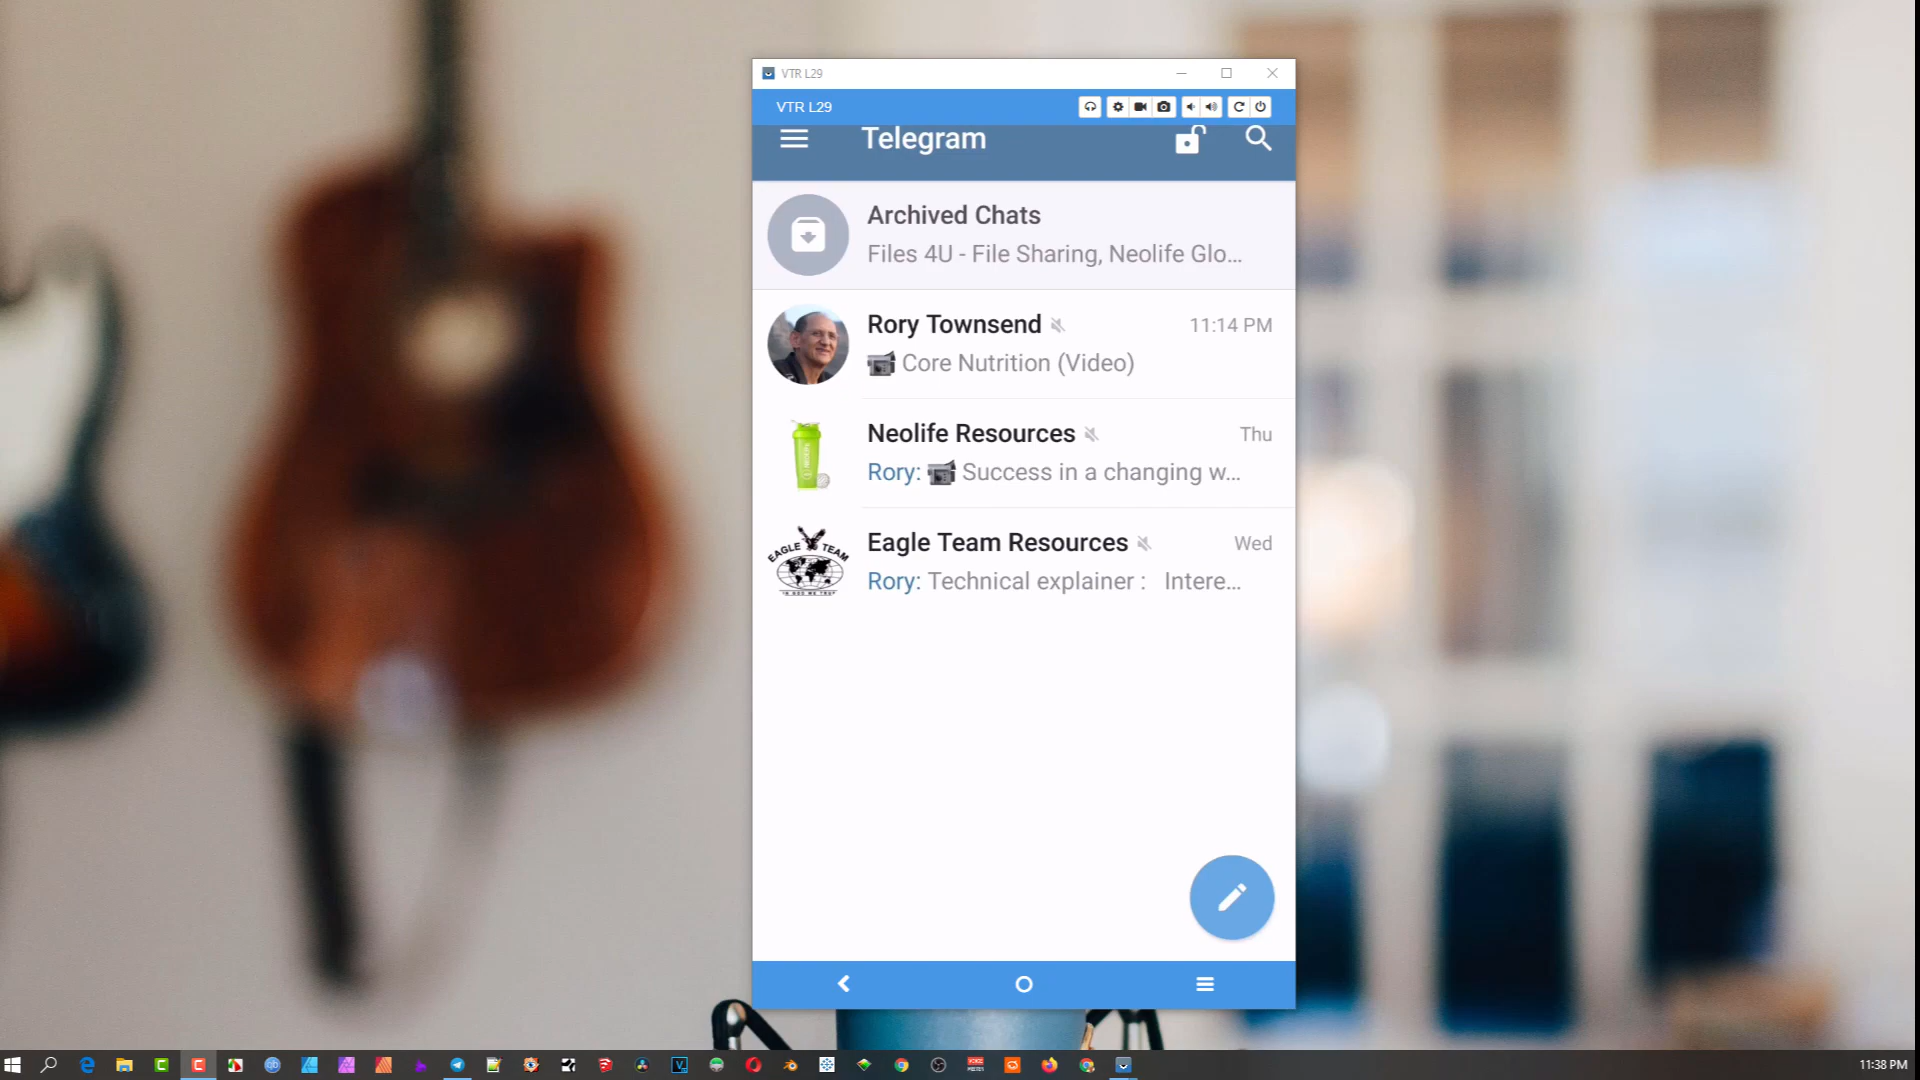 VTR L29
VTR L29
Telegram
Archived Chats
Files 4U - File Sharing, Neolife Glo...
Rory Townsend
11:14 PM
Core Nutrition (Video)
Neolife Resources
Thu
Rory: Success in a changing w...
EAGLE TEAM
Eagle Team Resources
Wed
Rory: Technical explainer : Intere...
11:38 PM